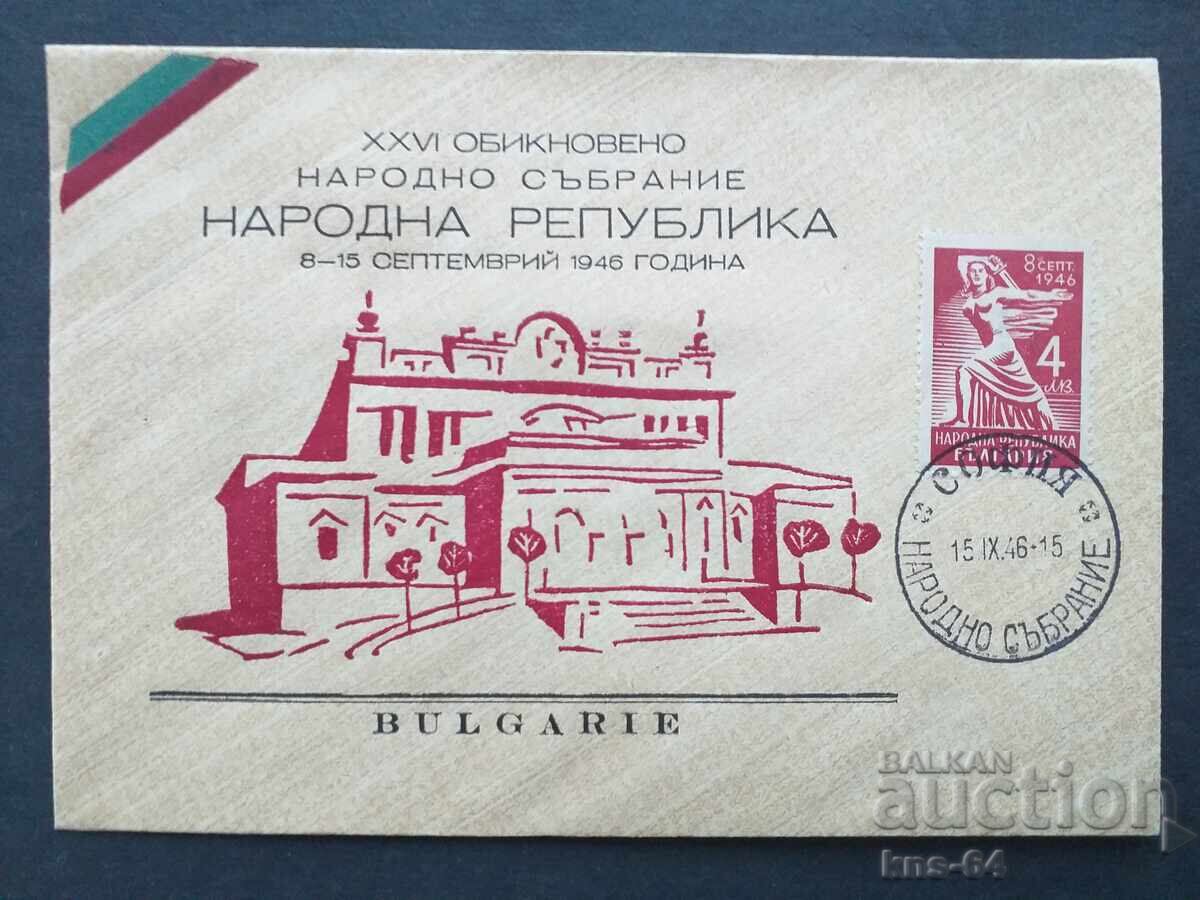 XXVI ОБИКНОВЕНО
НАРОДНО СЪБРАНИЕ
НАРОДНА РЕПУБЛИКА
8–15 СЕПТЕМВРИЙ 1946 ГОДИНА
8 СЕПТ.
1946
4
ЛВ.
НАРОДНА РЕПУБЛИКА
БЪЛГАРИЯ
СОФИЯ
15 IX.46-15
НАРОДНО СЪБРАНИЕ
BULGARIE
BALKAN
auction
kns-64